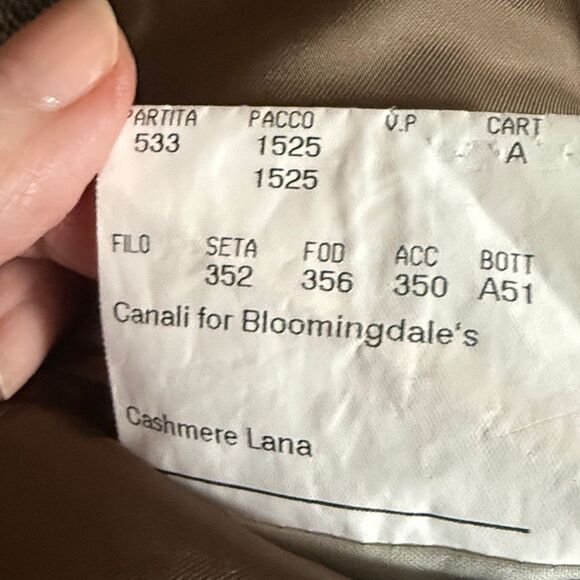 PARTITA PACCO V.P CART
533 1525 A
1525
FILO SETA FOD ACC BOTT
352 356 350 A51
Canali for Bloomingdale's
Cashmere Lana